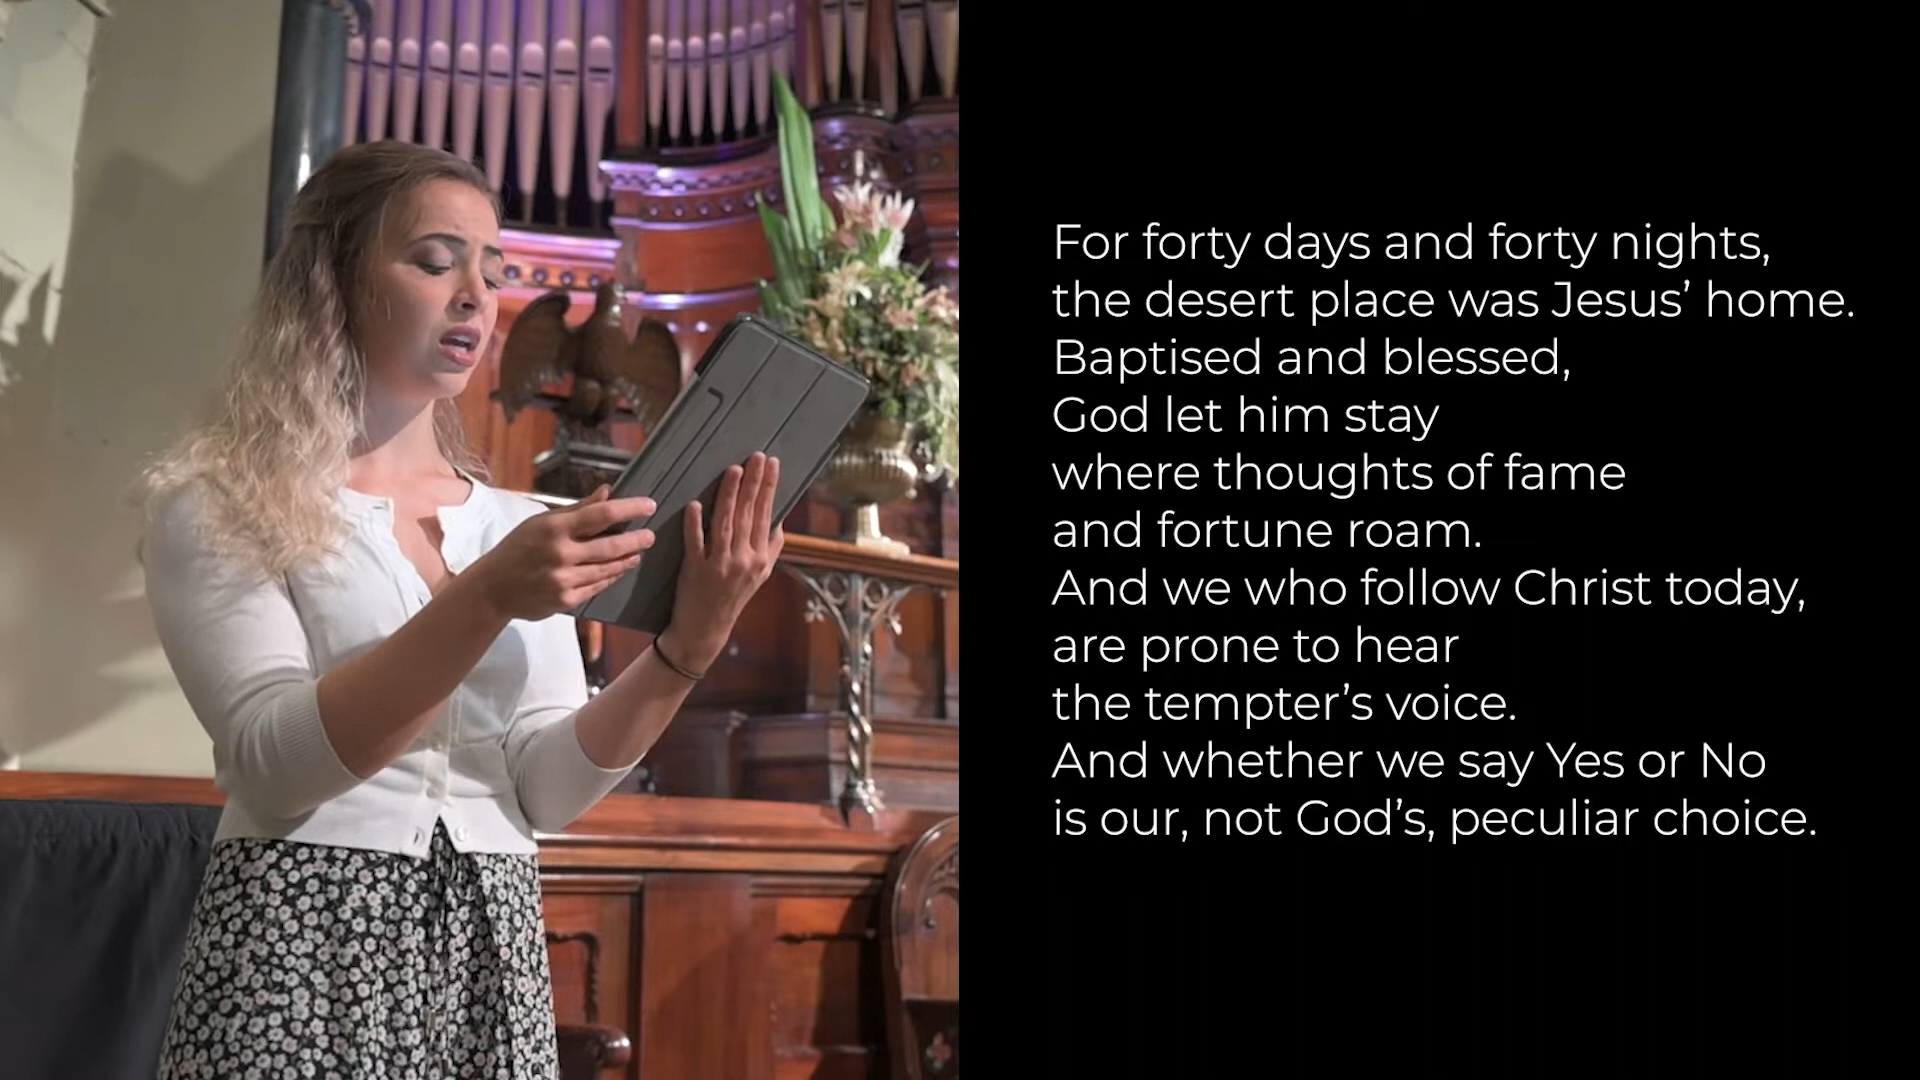 For forty days and forty nights,
the desert place was Jesus’ home.
Baptised and blessed,
God let him stay
where thoughts of fame
and fortune roam.
And we who follow Christ today,
are prone to hear
the tempter’s voice.
And whether we say Yes or No
is our, not God’s, peculiar choice.